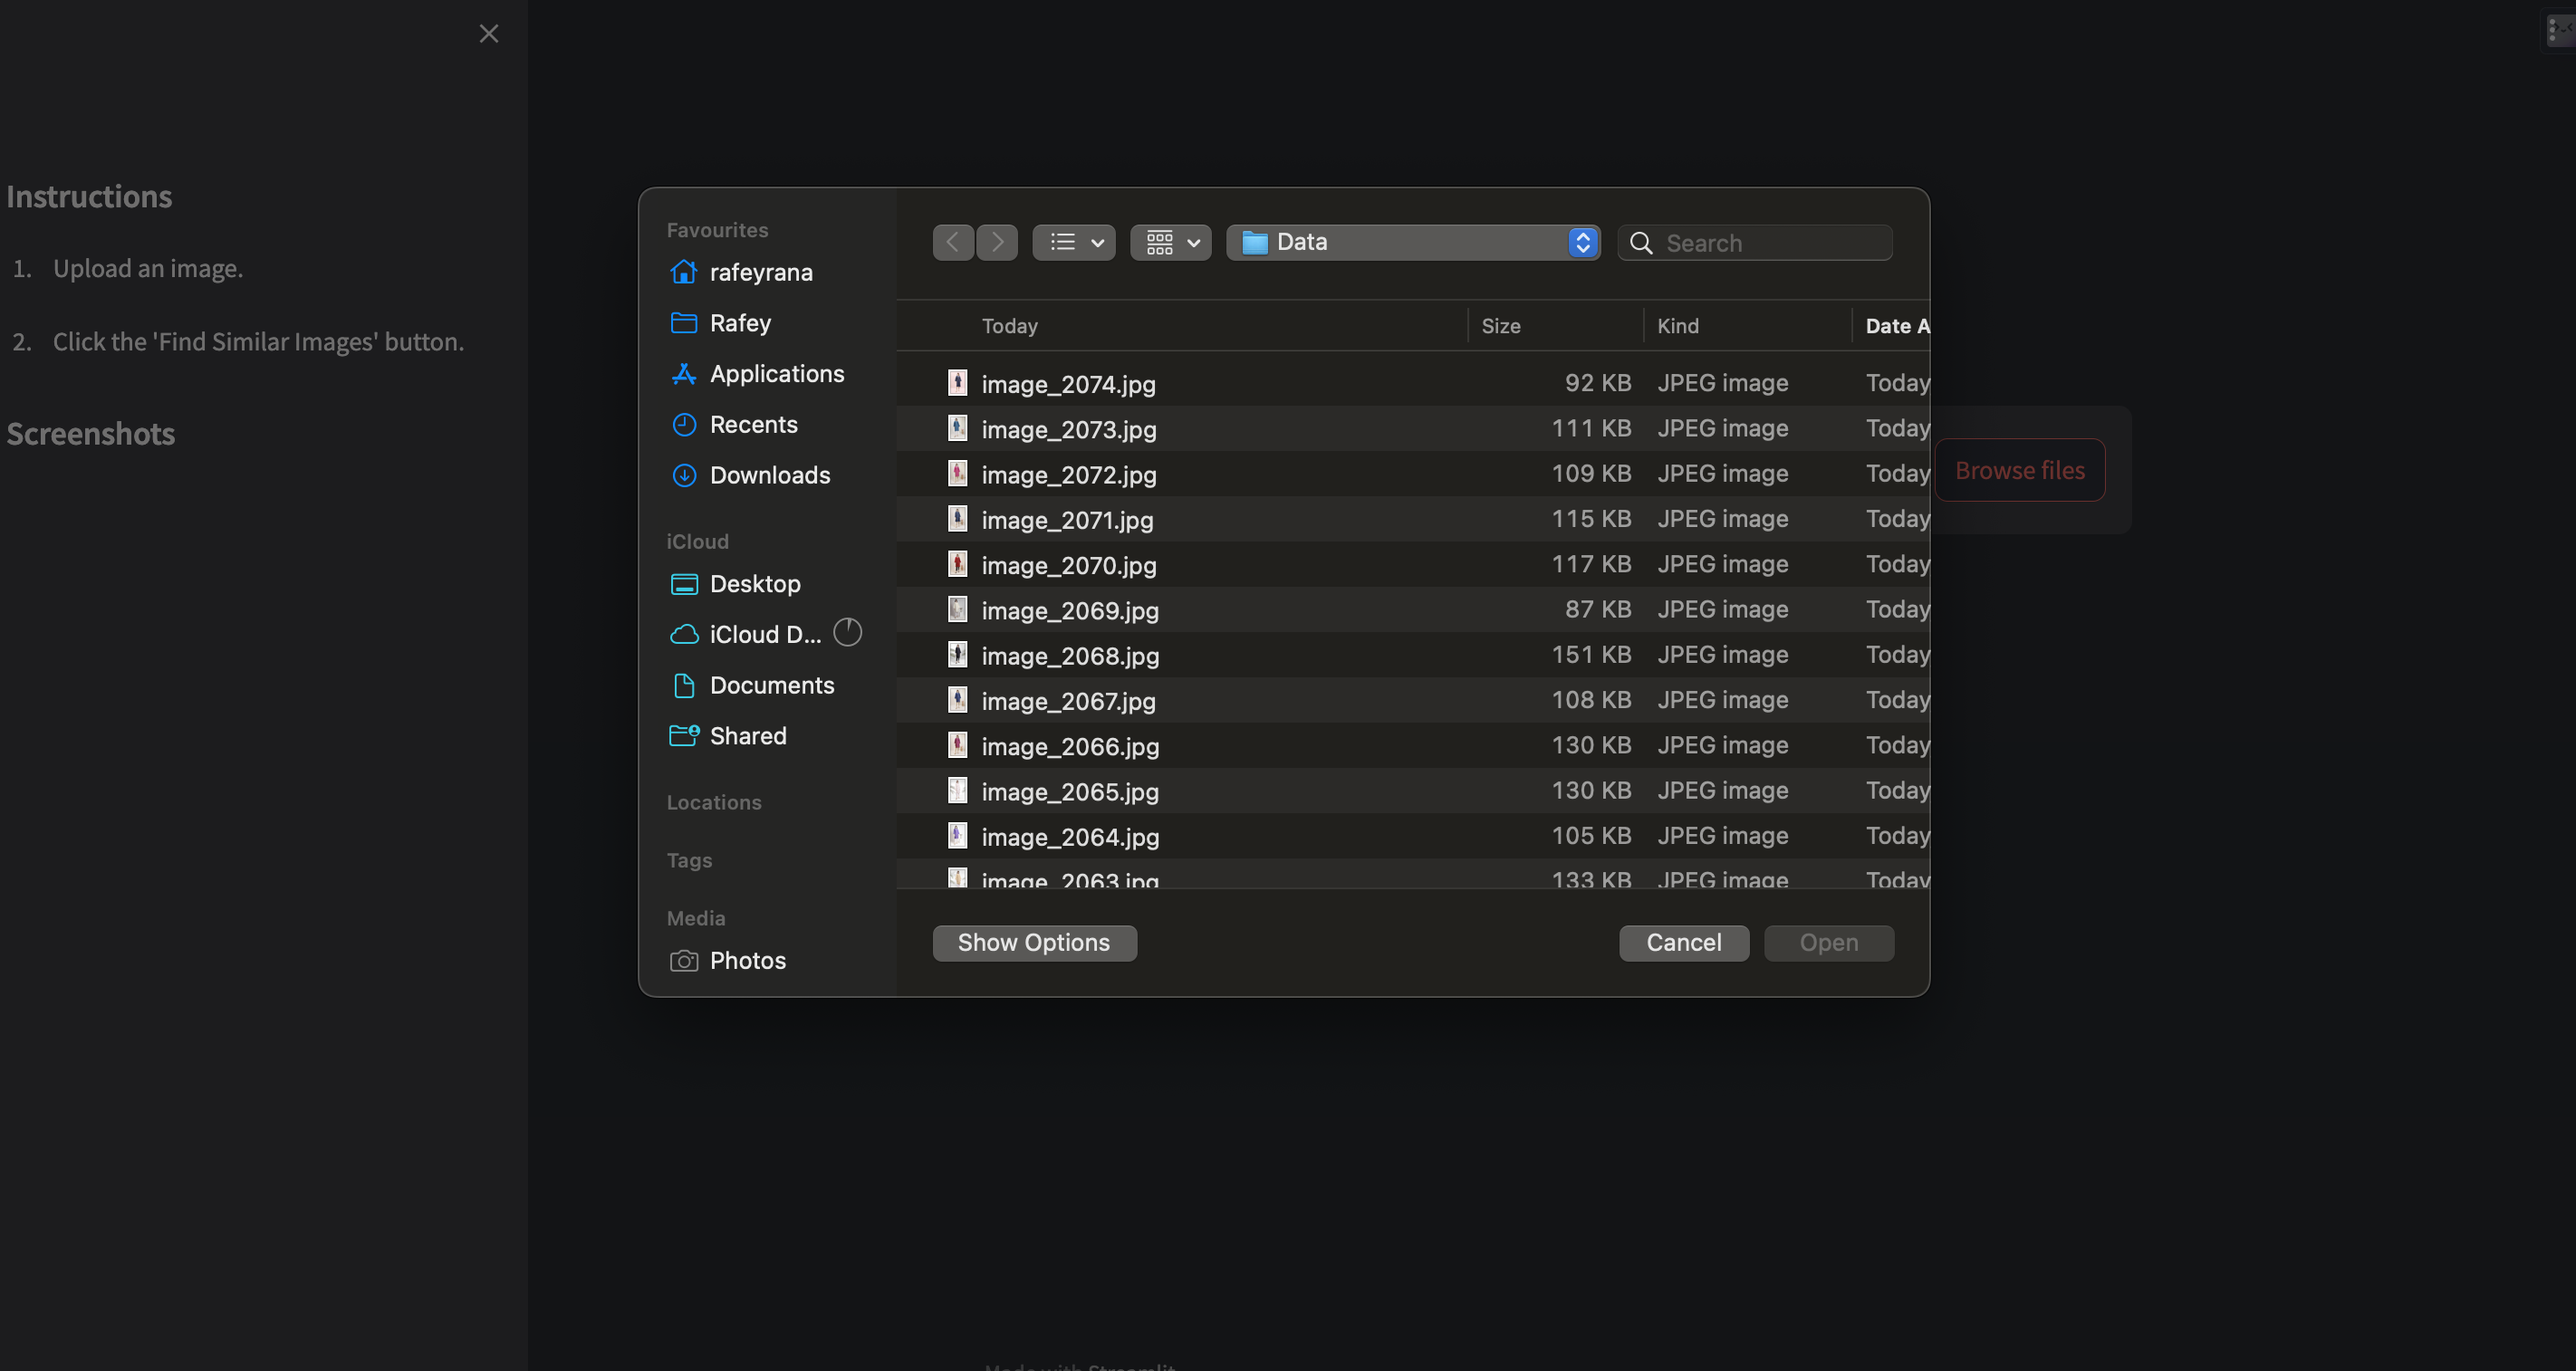 Instructions
1. Upload an image.
2. Click the 'Find Similar Images' button.
Screenshots
Favourites
rafeyrana
Rafey
Applications
Recents
Downloads
iCloud
Desktop
iCloud D...
Documents
Shared
Locations
Tags
Media
Photos
Data
Search
Today Size Kind Date A
image_2074.jpg 92 KB JPEG image Today
image_2073.jpg 111 KB JPEG image Today
image_2072.jpg 109 KB JPEG image Today
image_2071.jpg 115 KB JPEG image Today
image_2070.jpg 117 KB JPEG image Today
image_2069.jpg 87 KB JPEG image Today
image_2068.jpg 151 KB JPEG image Today
image_2067.jpg 108 KB JPEG image Today
image_2066.jpg 130 KB JPEG image Today
image_2065.jpg 130 KB JPEG image Today
image_2064.jpg 105 KB JPEG image Today
image_2063.jpg 133 KB JPEG image Today
Show Options
Cancel
Open
Browse files
Made with Streamlit